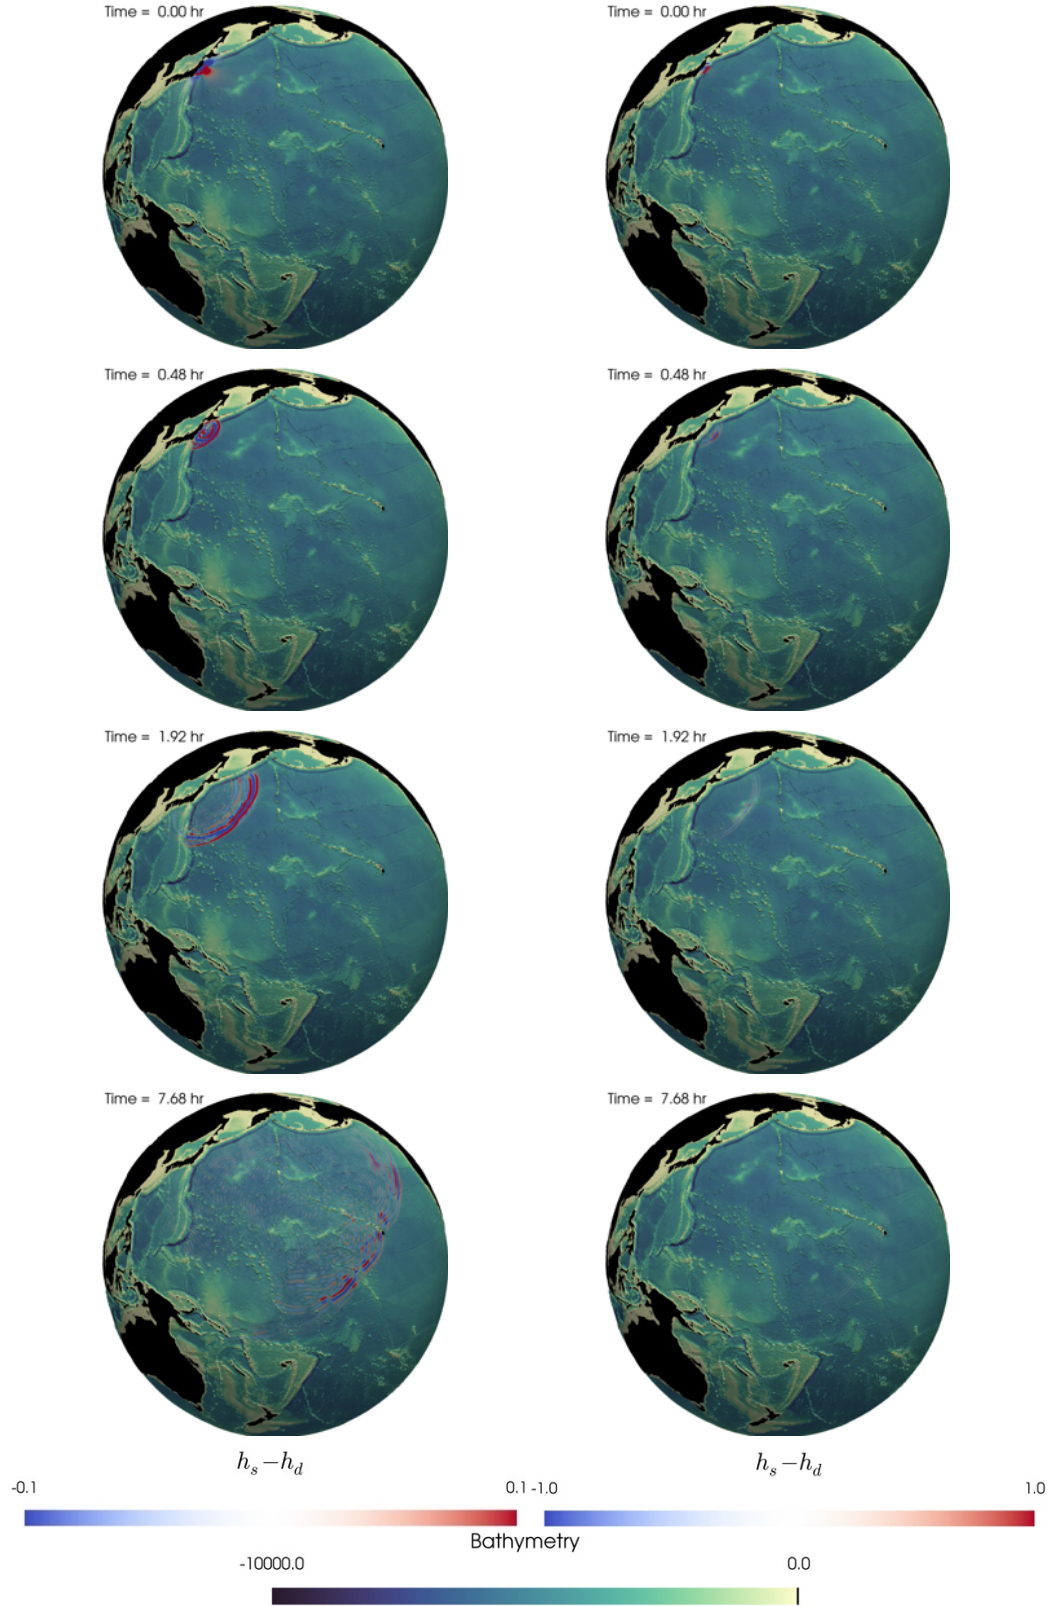 Time = 0.00 hr
Time = 0.00 hr
Time = 0.48 hr
Time = 0.48 hr
Time = 1.92 hr
Time = 1.92 hr
Time = 7.68 hr
Time = 7.68 hr
h_s − h_d
h_s − h_d
-0.1 0.1
-1.0 1.0
Bathymetry
-10000.0 0.0